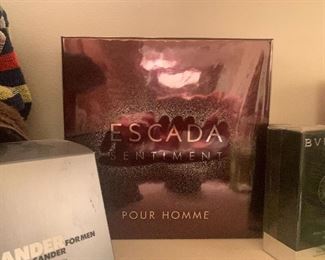 ESCADA
SENTIMENT
POUR HOMME
ANDER FOR MEN
ANDER
BV